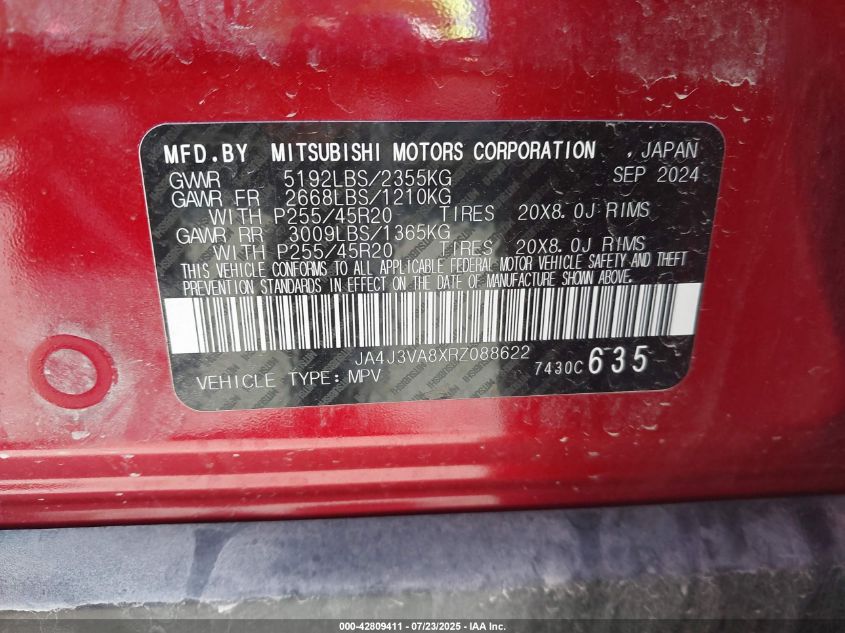 MFD.BY MITSUBISHI MOTORS CORPORATION , JAPAN
GVWR 5192LBS/2355KG SEP 2024
GAWR FR 2668LBS/1210KG
WITH P255/45R20 TIRES 20X8.0J RIMS
GAWR RR 3009LBS/1365KG
WITH P255/45R20 TIRES 20X8.0J RIMS
THIS VEHICLE CONFORMS TO ALL APPLICABLE FEDERAL MOTOR VEHICLE SAFETY AND THEFT
PREVENTION STANDARDS IN EFFECT ON THE DATE OF MANUFACTURE SHOWN ABOVE.
JA4J3VA8XRZ088622
VEHICLE TYPE: MPV 7430C 635
000-42809411 - 07/23/2025 - IAA Inc.